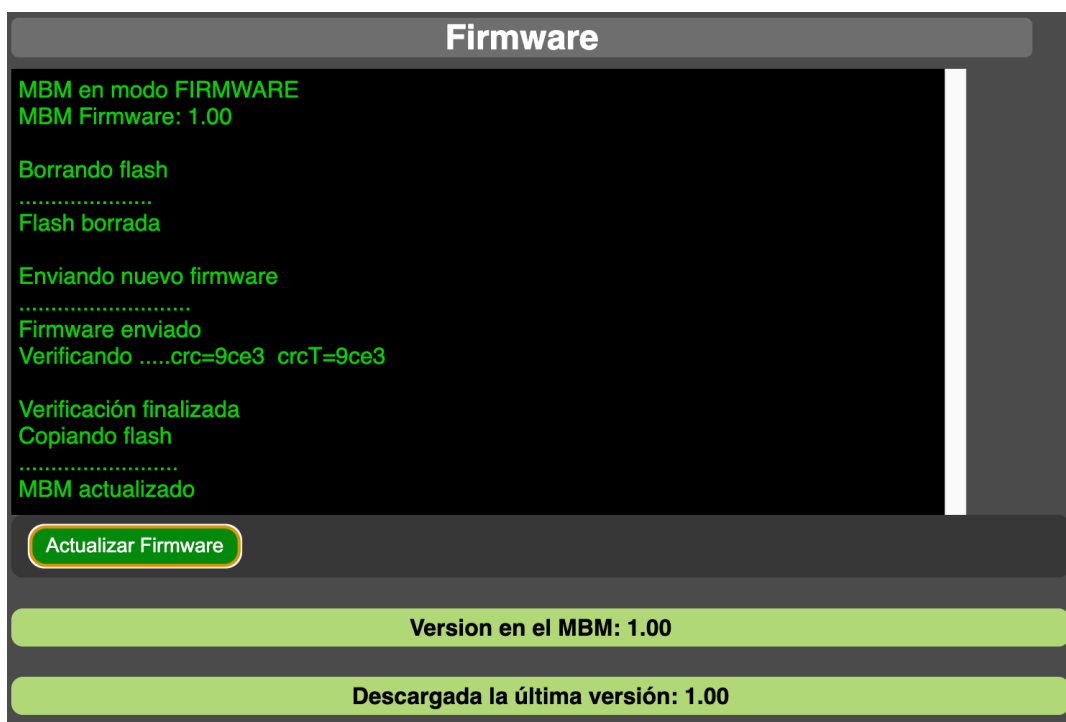 Firmware
MBM en modo FIRMWARE
MBM Firmware: 1.00
Borrando flash
.....................
Flash borrada
Enviando nuevo firmware
...........................
Firmware enviado
Verificando .....crc=9ce3  crcT=9ce3
Verificación finalizada
Copiando flash
.........................
MBM actualizado
Actualizar Firmware
Version en el MBM: 1.00
Descargada la última versión: 1.00